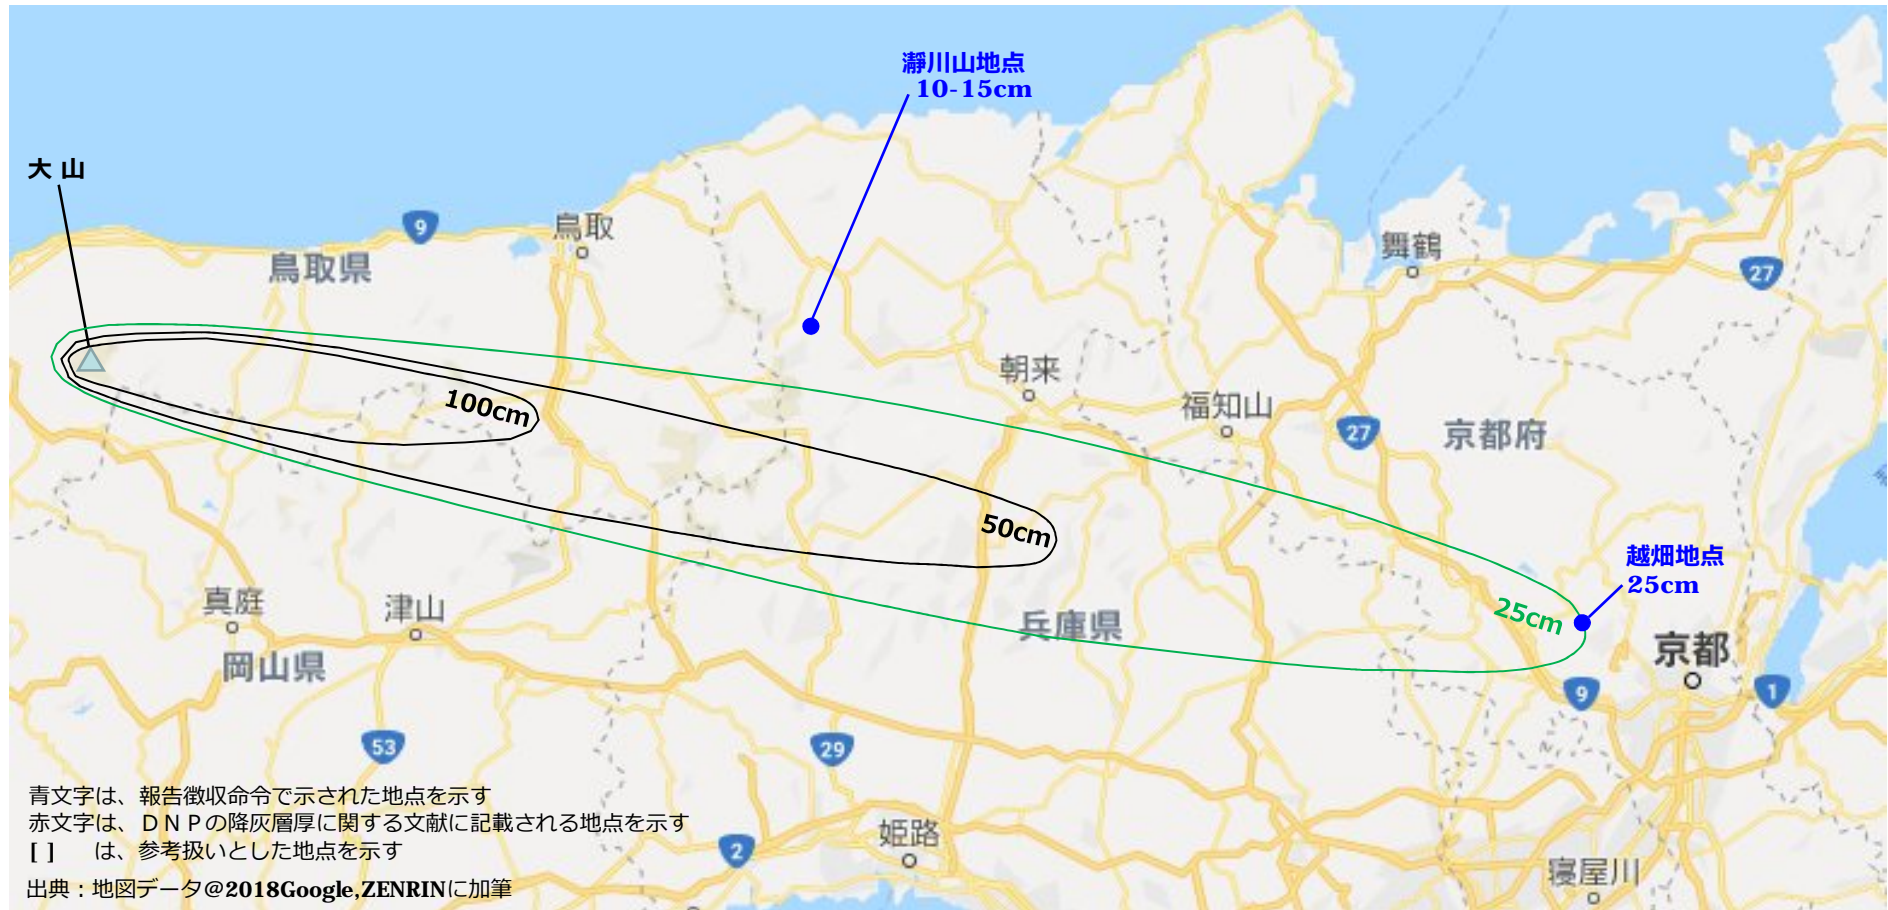 瀞川山地点
10-15cm
大山
9
鳥取
舞鶴
鳥取県
27
朝来
福知山
100cm
27
京都府
50cm
越畑地点
25cm
真庭
津山
25cm
兵庫県
京都
岡山県
9
1
53
29
青文字は、報告徴収命令で示された地点を示す
赤文字は、DNPの降灰層厚に関する文献に記載される地点を示す
[ ] は、参考扱いとした地点を示す
2
姫路
寝屋川
出典:地図データ@2018Google,ZENRINに加筆